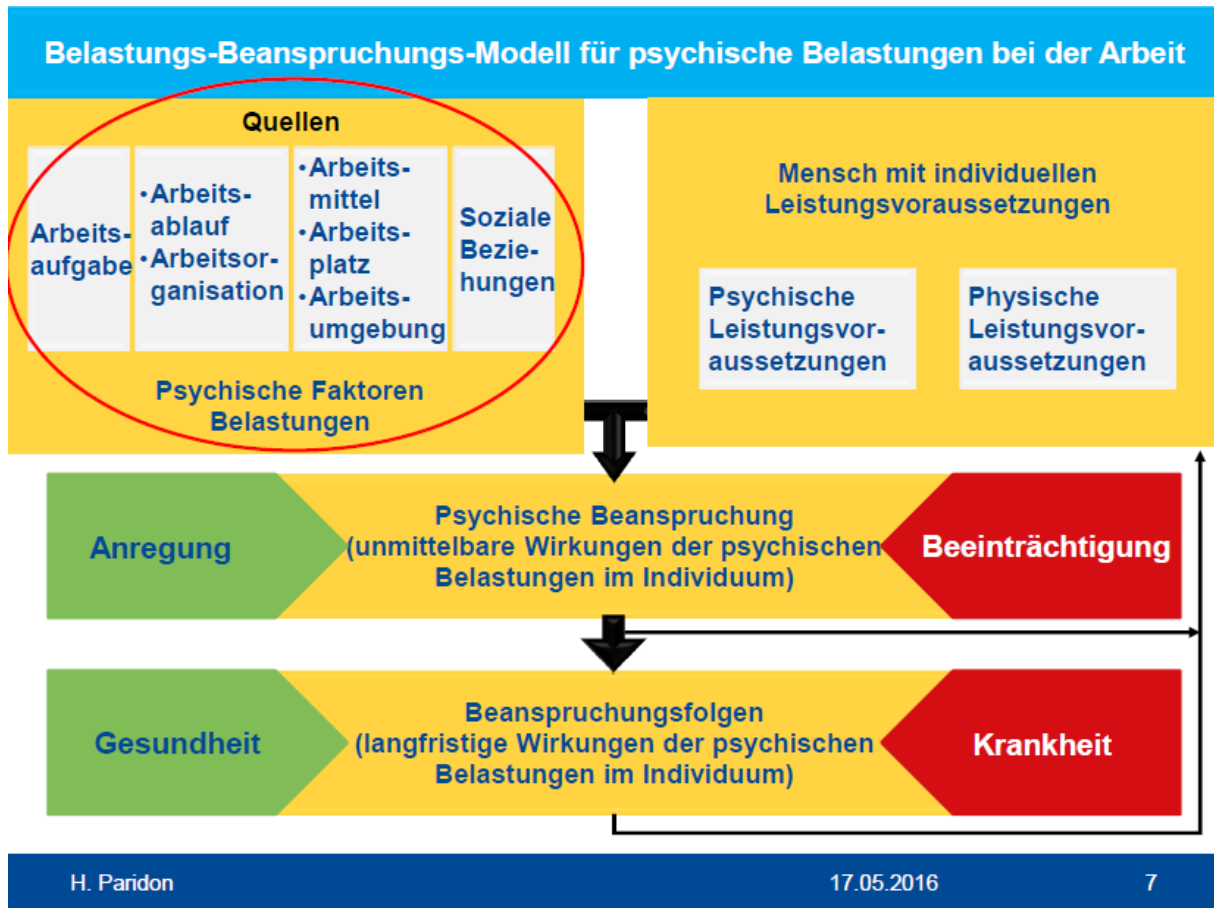 Belastungs-Beanspruchungs-Modell für psychische Belastungen bei der Arbeit
Quellen
Arbeits-
aufgabe
•Arbeits-
ablauf
•Arbeitsor-
ganisation
•Arbeits-
mittel
•Arbeits-
platz
•Arbeits-
umgebung
Soziale
Bezie-
hungen
Psychische Faktoren
Belastungen
Mensch mit individuellen
Leistungsvoraussetzungen
Psychische
Leistungsvor-
aussetzungen
Physische
Leistungsvor-
aussetzungen
Anregung
Psychische Beanspruchung
(unmittelbare Wirkungen der psychischen
Belastungen im Individuum)
Beeinträchtigung
Gesundheit
Beanspruchungsfolgen
(langfristige Wirkungen der psychischen
Belastungen im Individuum)
Krankheit
H. Paridon
17.05.2016
7